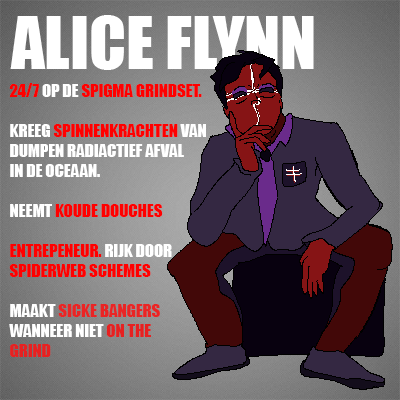 ALICE FLYNN
24/7 OP DE SPIGMA GRINDSET.
KREEG SPINNENKRACHTEN VAN
DUMPEN RADIACTIEF AFVAL
IN DE OCEAAN.
NEEMT KOUDE DOUCHES
ENTREPENEUR. RIJK DOOR
SPIDERWEB SCHEMES
MAAKT SICKE BANGERS
WANNEER NIET ON THE
GRIND